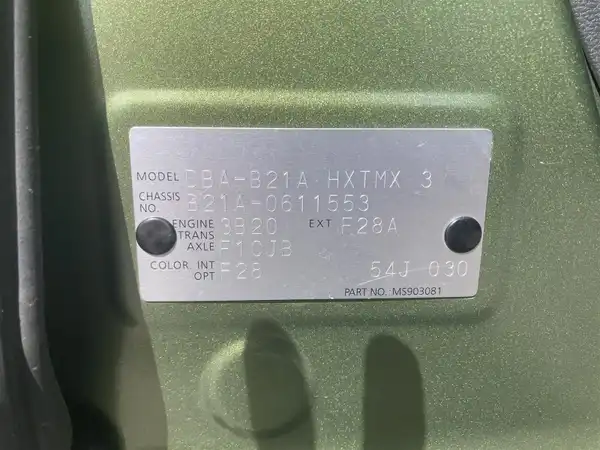 MODEL DBA-B21A HXTMX 3
CHASSIS NO. B21A-0611553
ENGINE 3B20 EXT F28A
TRANS AXLE F1CJB
COLOR INT OPT F28 54J 030
PART NO. MS903081